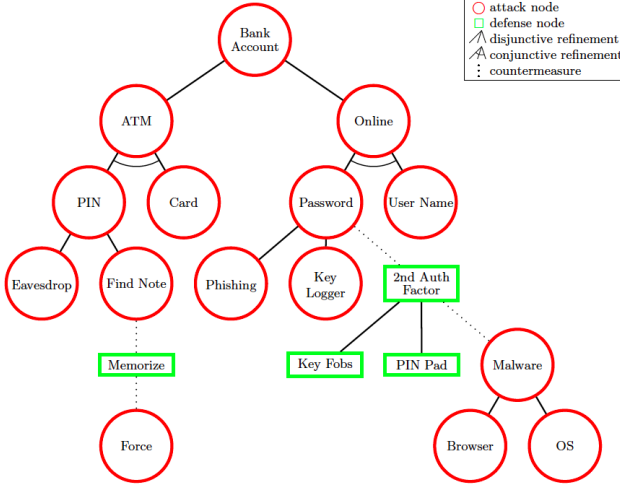 attack node
defense node
disjunctive refinement
conjunctive refinement
countermeasure
Bank
Account
ATM
Online
PIN
Card
Password
User Name
Eavesdrop
Find Note
Phishing
Key
Logger
2nd Auth
Factor
Memorize
Key Fobs
PIN Pad
Malware
Force
Browser
OS